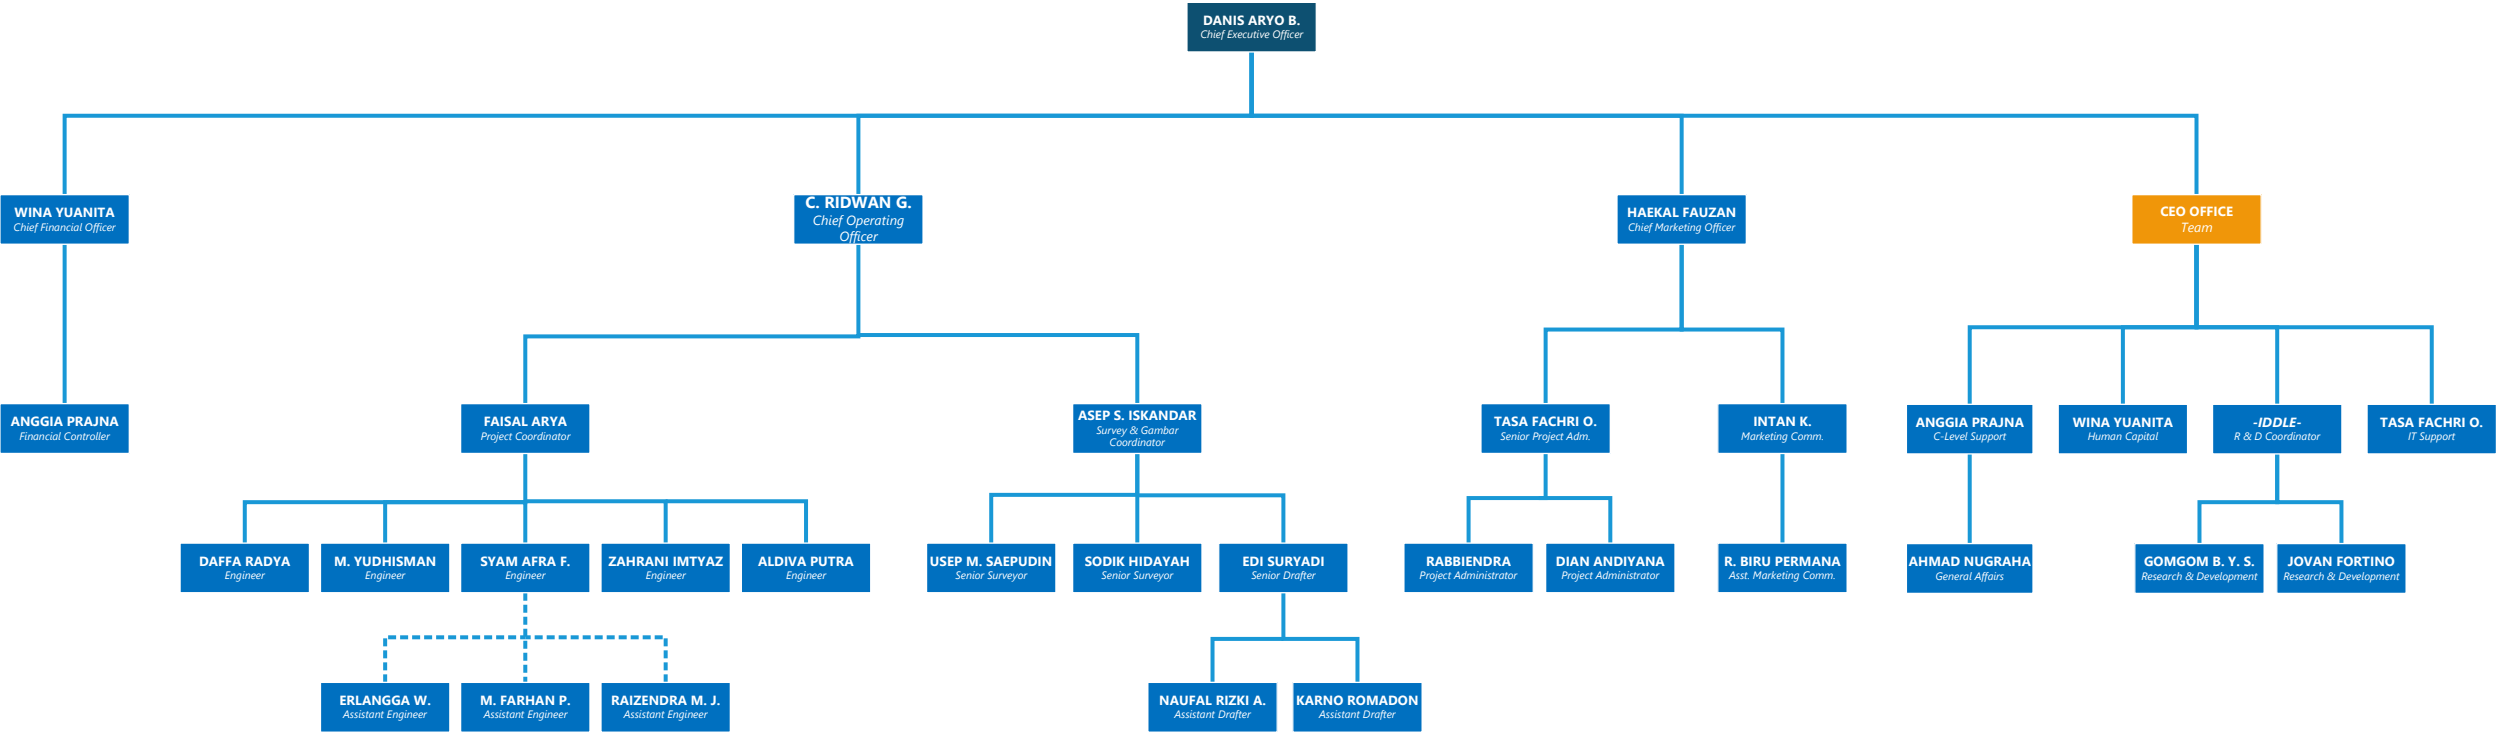 DANIS ARYO B.
Chief Executive Officer
WINA YUANITA
Chief Financial Officer
C. RIDWAN G.
Chief Operating
Officer
HAEKAL FAUZAN
Chief Marketing Officer
CEO OFFICE
Team
ANGGIA PRAJNA
Financial Controller
FAISAL ARYA
Project Coordinator
ASEP S. ISKANDAR
Survey & Gambar
Coordinator
TASA FACHRI O.
Senior Project Adm.
INTAN K.
Marketing Comm.
ANGGIA PRAJNA
C-Level Support
WINA YUANITA
Human Capital
-IDDLE-
R & D Coordinator
TASA FACHRI O.
IT Support
DAFFA RADYA
Engineer
M. YUDHISMAN
Engineer
SYAM AFRA F.
Engineer
ZAHRANI IMTYAZ
Engineer
ALDIVA PUTRA
Engineer
USEP M. SAEPUDIN
Senior Surveyor
SODIK HIDAYAH
Senior Surveyor
EDI SURYADI
Senior Drafter
RABBIENDRA
Project Administrator
DIAN ANDIYANA
Project Administrator
R. BIRU PERMANA
Asst. Marketing Comm.
AHMAD NUGRAHA
General Affairs
GOMGOM B. Y. S.
Research & Development
JOVAN FORTINO
Research & Development
ERLANGGA W.
Assistant Engineer
M. FARHAN P.
Assistant Engineer
RAIZENDRA M. J.
Assistant Engineer
NAUFAL RIZKI A.
Assistant Drafter
KARNO ROMADON
Assistant Drafter